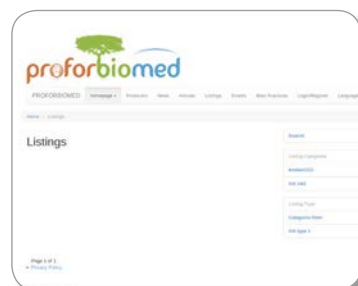 proforbiomed
PROFORBIOMED Homepage Resources News Articles Listings Events Best Practices Login/Register Language
Home Listings
Listings
Search
Listing Categories
Listing Type
Page 1 of 1
Privacy Policy